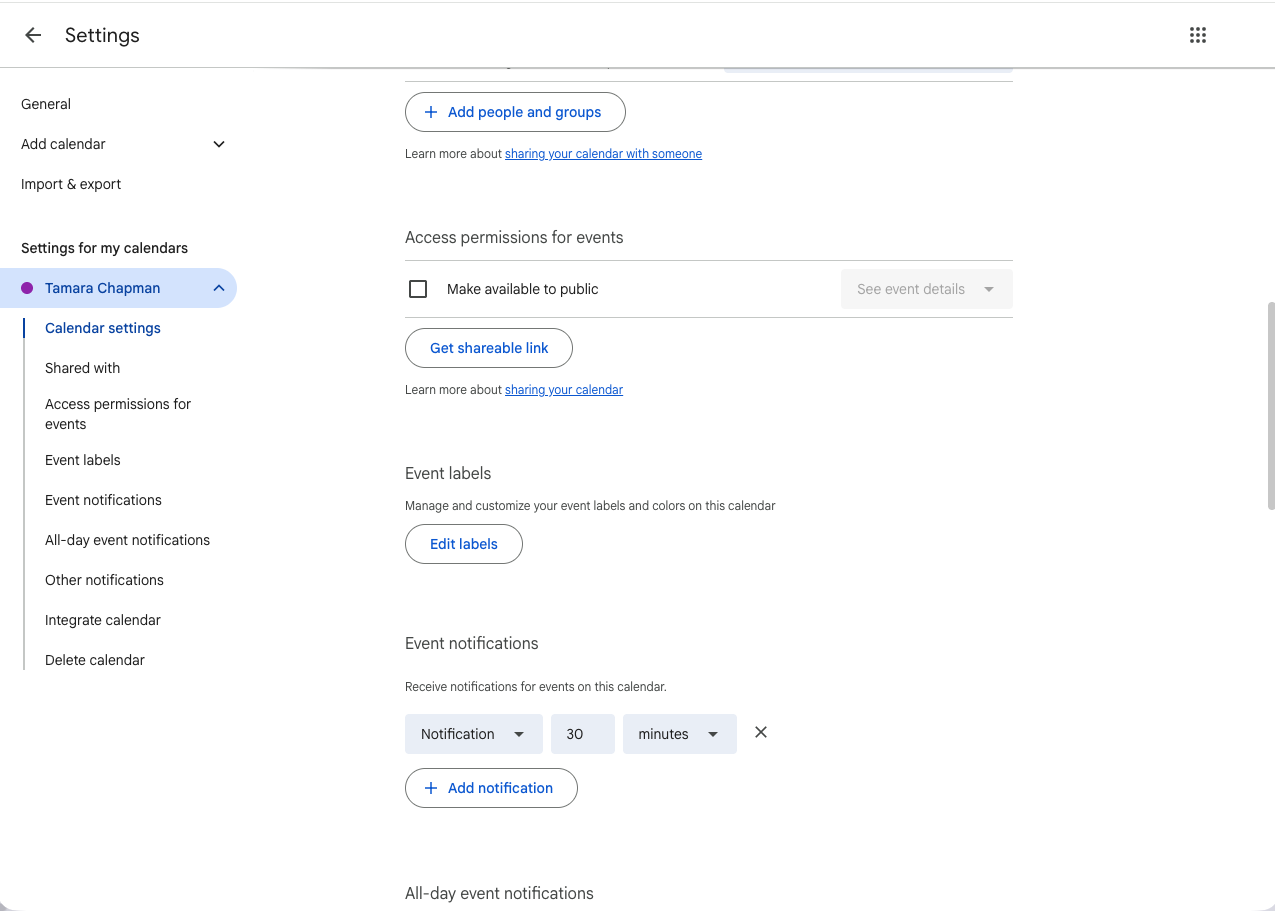 Settings
General
Add calendar
Import & export
Settings for my calendars
Tamara Chapman
Calendar settings
Shared with
Access permissions for
events
Event labels
Event notifications
All-day event notifications
Other notifications
Integrate calendar
Delete calendar
Add people and groups
Learn more about sharing your calendar with someone
Access permissions for events
Make available to public
See event details
Get shareable link
Learn more about sharing your calendar
Event labels
Manage and customize your event labels and colors on this calendar
Edit labels
Event notifications
Receive notifications for events on this calendar.
Notification 30 minutes
Add notification
All-day event notifications